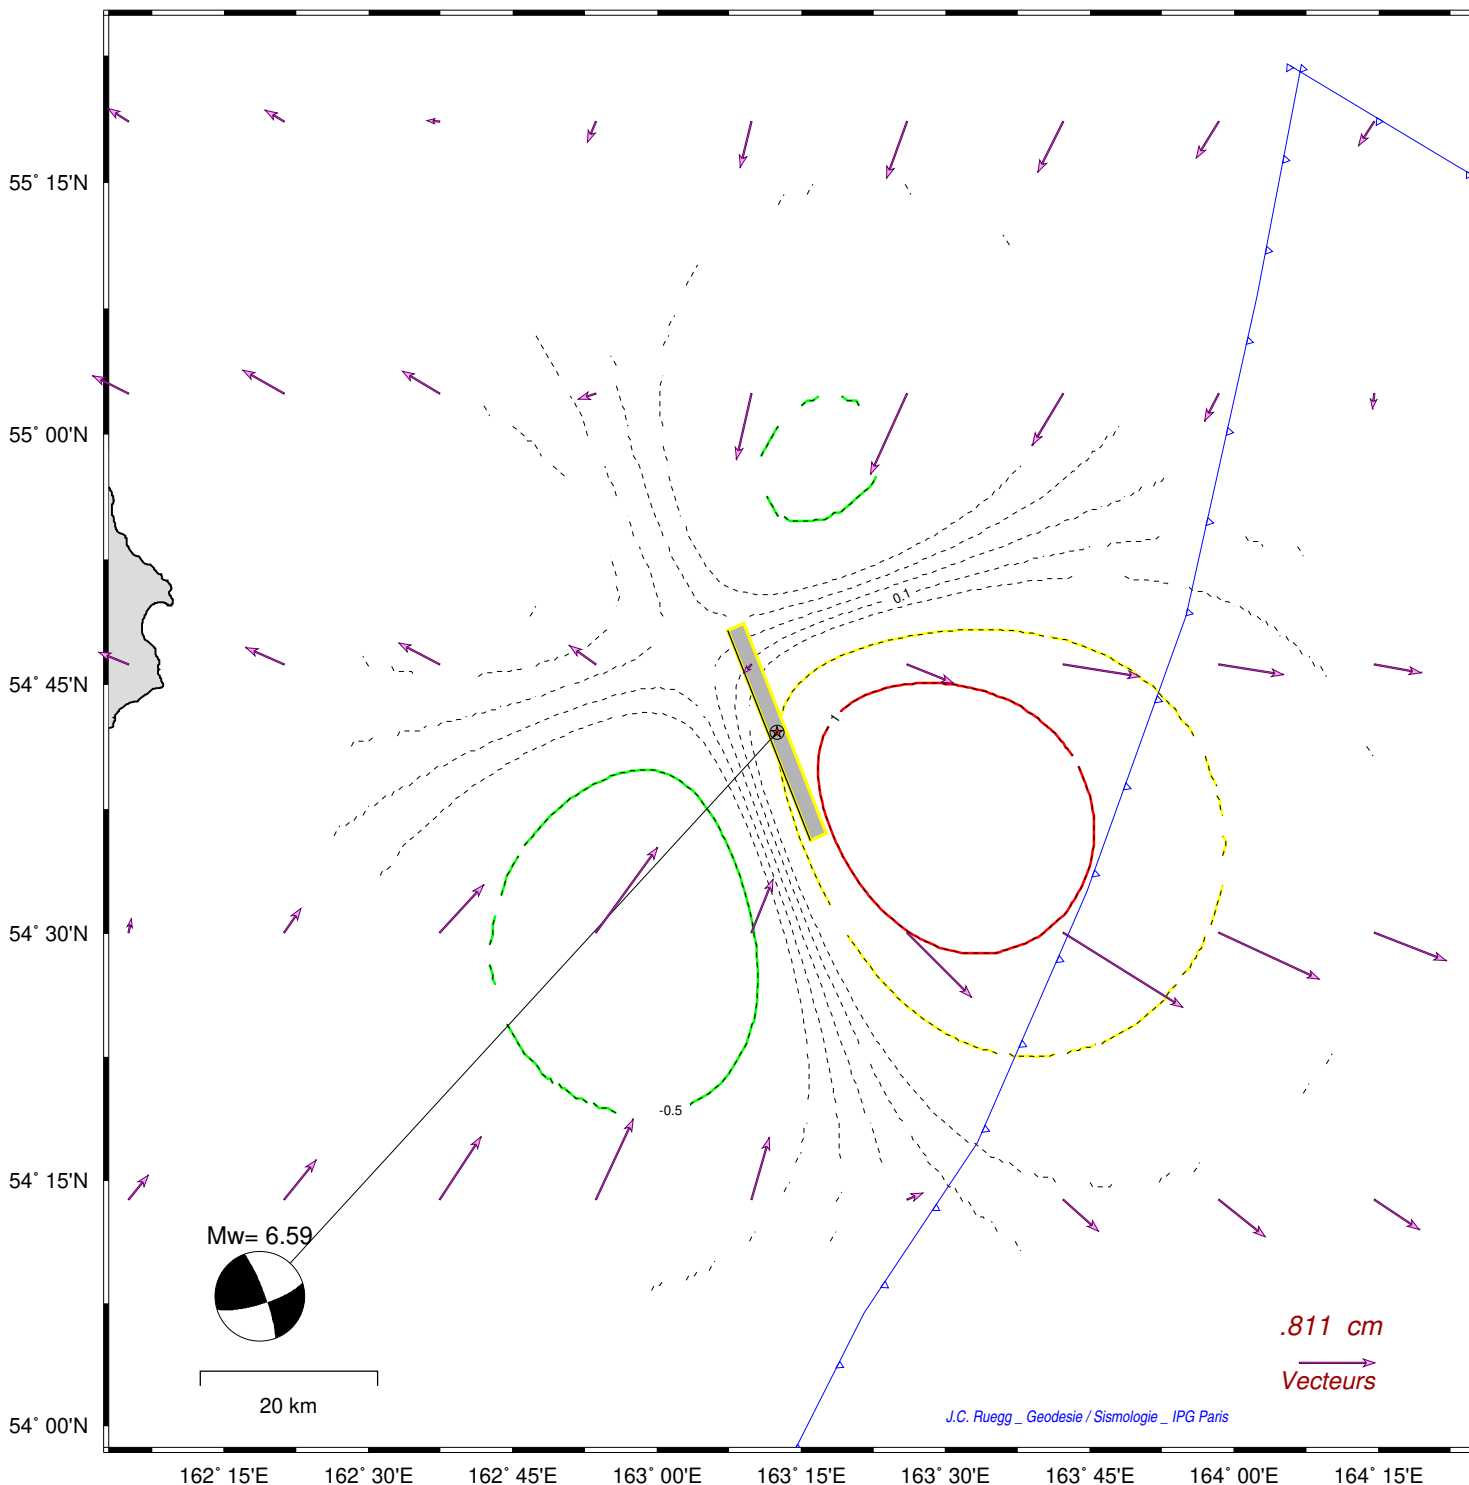 55° 15'N
55° 00'N
0.1
54° 45'N
1
54° 30'N
-0.5
54° 15'N
Mw= 6.59
.811 cm
Vecteurs
20 km
J.C. Ruegg _ Geodesie / Sismologie _ IPG Paris
54° 00'N
162° 15'E 162° 30'E 162° 45'E 163° 00'E 163° 15'E 163° 30'E 163° 45'E 164° 00'E 164° 15'E